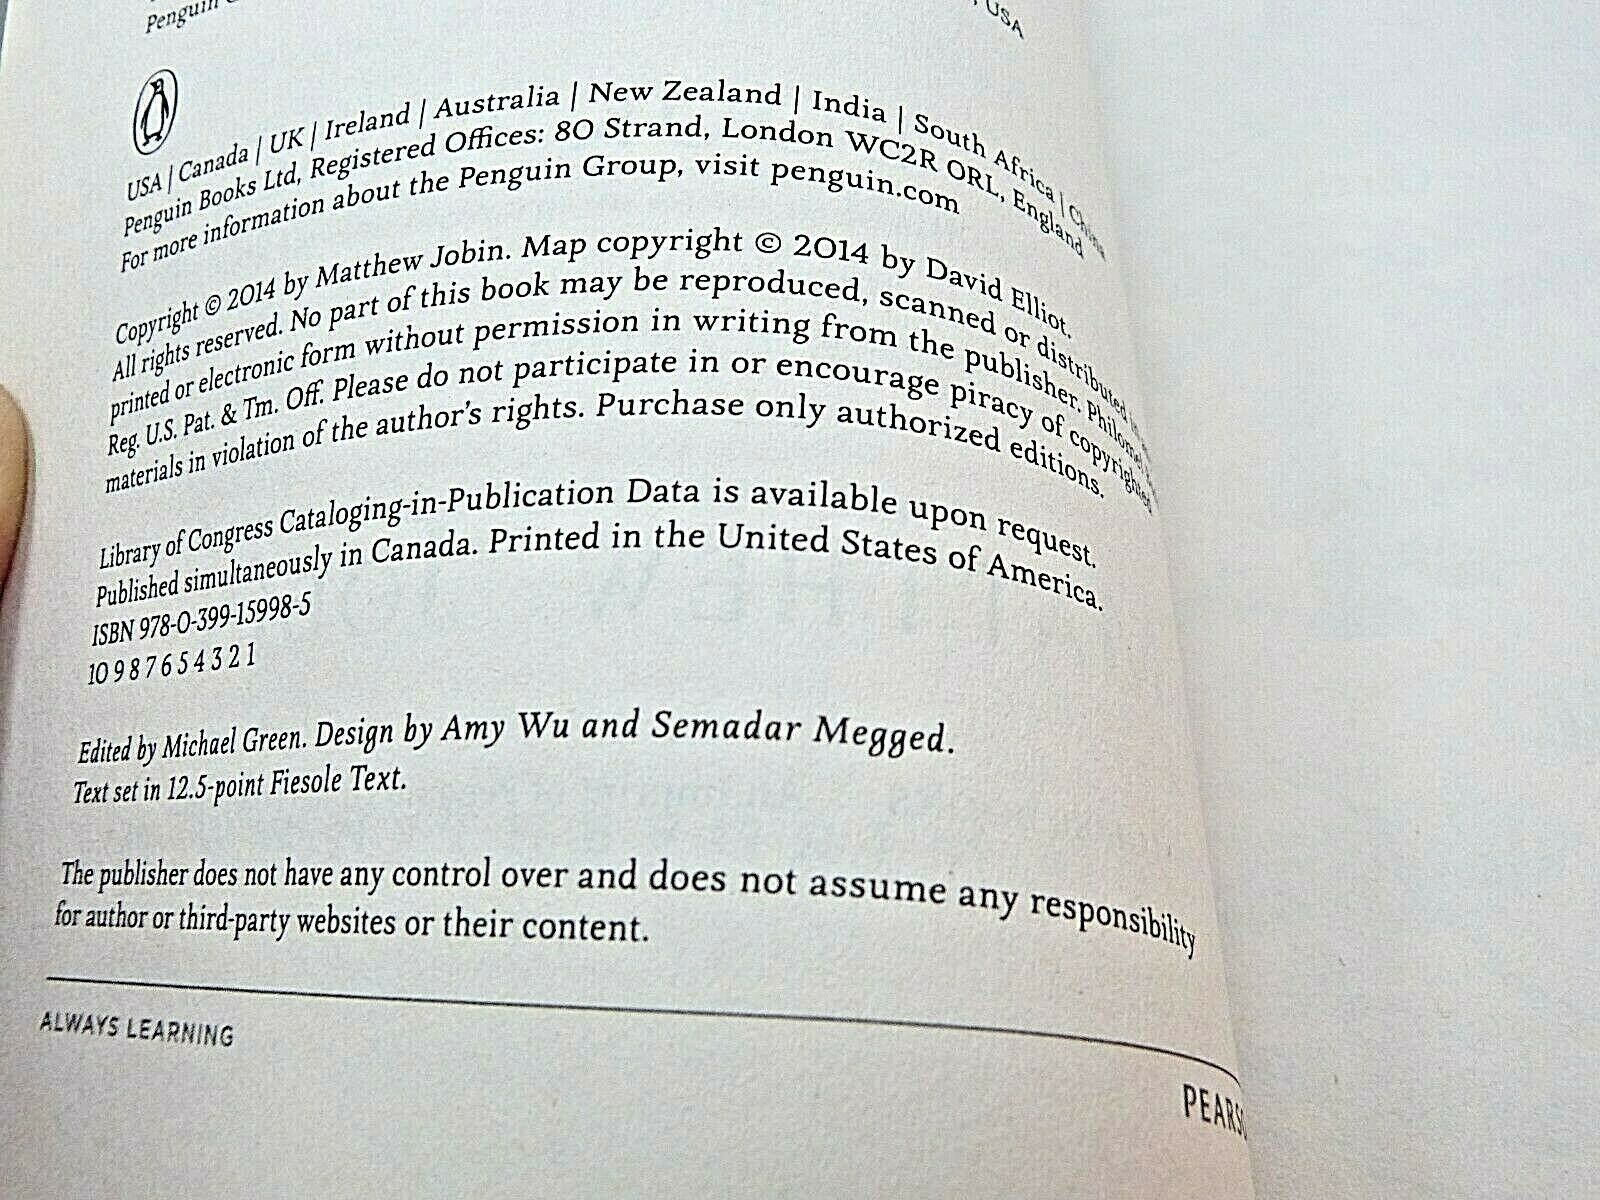 Penguin
USA
USA | Canada | UK | Ireland | Australia | New Zealand | India | South Africa | China
Penguin Books Ltd, Registered Offices: 80 Strand, London WC2R ORL, England
For more information about the Penguin Group, visit penguin.com
Copyright © 2014 by Matthew Jobin. Map copyright © 2014 by David Elliot.
All rights reserved. No part of this book may be reproduced, scanned or distributed in
printed or electronic form without permission in writing from the publisher. Philomel,
Reg. U.S. Pat. & Tm. Off. Please do not participate in or encourage piracy of copyrighted
materials in violation of the author's rights. Purchase only authorized editions.
Library of Congress Cataloging-in-Publication Data is available upon request.
Published simultaneously in Canada. Printed in the United States of America.
ISBN 978-0-399-15998-5
10 9 8 7 6 5 4 3 2 1
Edited by Michael Green. Design by Amy Wu and Semadar Megged.
Text set in 12.5-point Fiesole Text.
The publisher does not have any control over and does not assume any responsibility
for author or third-party websites or their content.
ALWAYS LEARNING
PEARSO